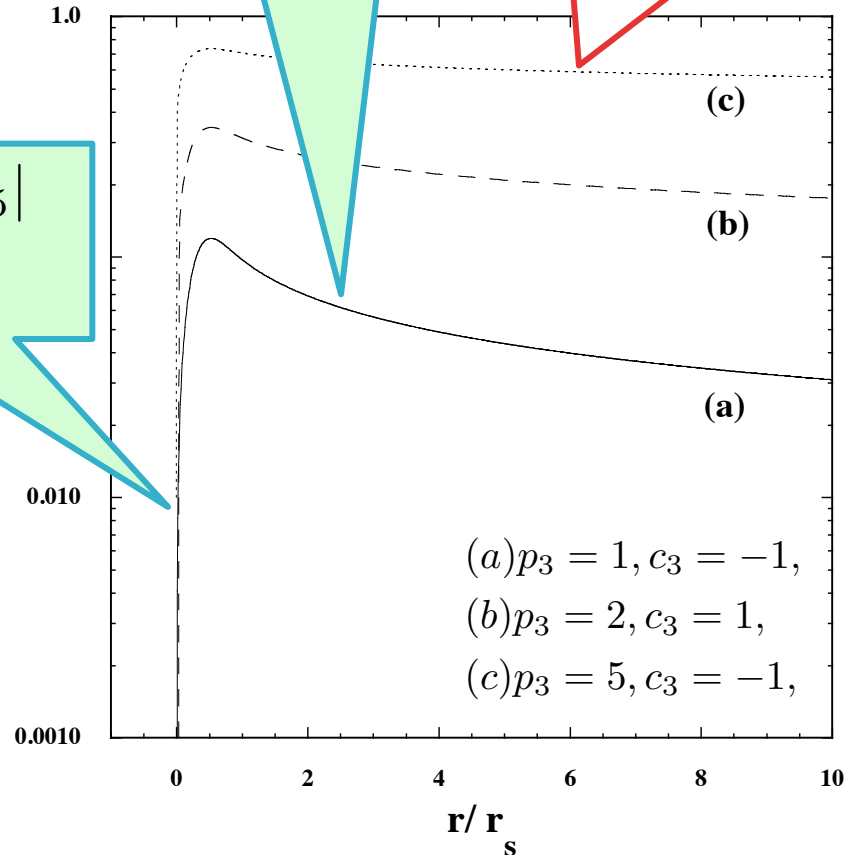 1.0
(c)
(b)
(a)
0.010
(a)p₃ = 1, c₃ = −1,
(b)p₃ = 2, c₃ = 1,
(c)p₃ = 5, c₃ = −1,
0.0010
0 2 4 6 8 10
r/ rₛ